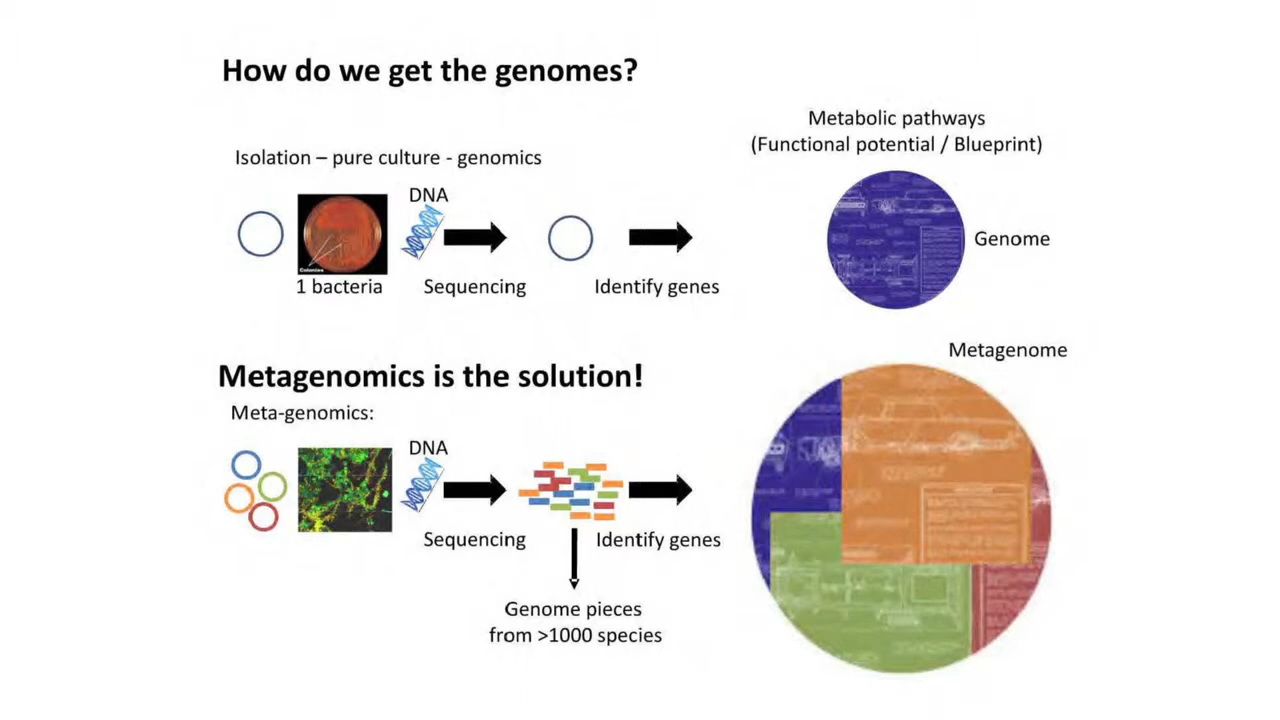 How do we get the genomes?
Metabolic pathways
(Functional potential / Blueprint)
Isolation – pure culture - genomics
DNA
Colonies
Genome
1 bacteria
Sequencing
Identify genes
Metagenome
Metagenomics is the solution!
Meta-genomics:
DNA
Sequencing
Identify genes
Genome pieces
from >1000 species